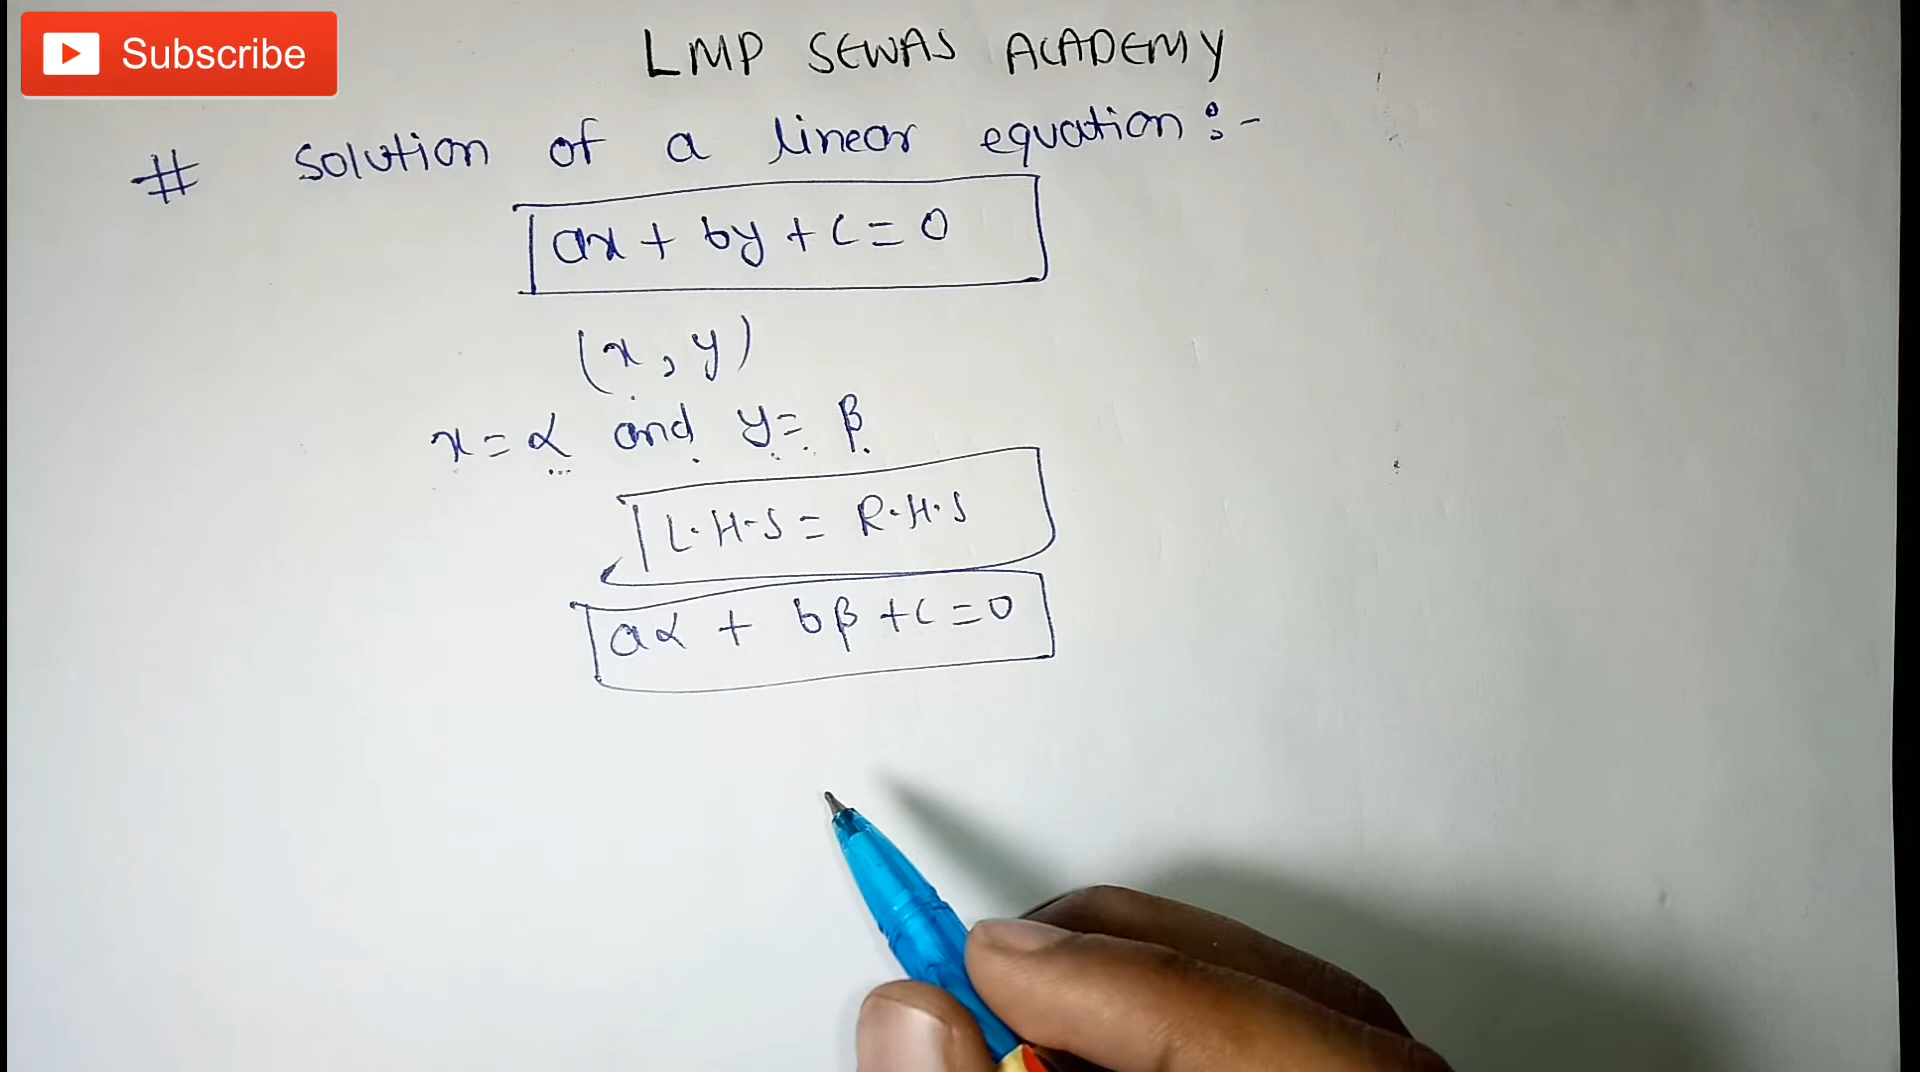 Subscribe
LMP SEWAS ACADEMY
# Solution of a linear equation :-
ax + by + c = 0
(x, y)
x = α and y = β
L.H.S = R.H.S
aα + bβ + c = 0